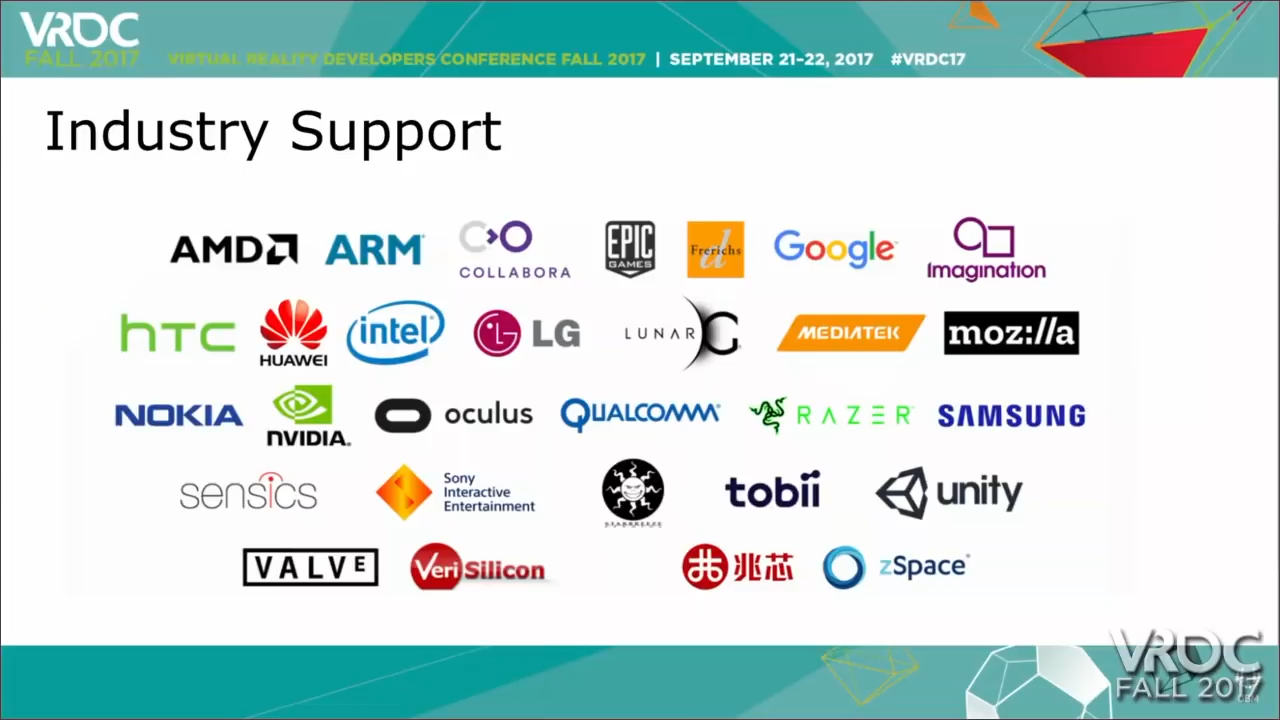 VRDC
FALL 2017
VIRTUAL REALITY DEVELOPERS CONFERENCE FALL 2017 | SEPTEMBER 21-22, 2017 #VRDC17
Industry Support
AMD ARM COLLABORA EPIC GAMES Frerichs d Google Imagination
hTC HUAWEI intel LG LUNARG MEDIATEK moz://a
NOKIA NVIDIA oculus QUALCOMM RAZER SAMSUNG
sensics Sony Interactive Entertainment STARBREEZE tobii unity
VALVE VeriSilicon 兆芯 zSpace
VRDC
FALL 2017